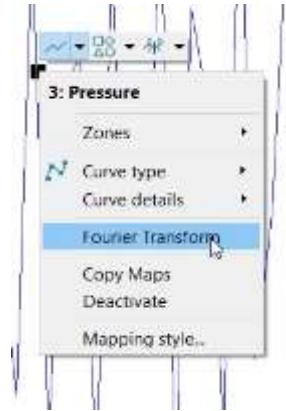 3: Pressure
Zones
Curve type
Curve details
Fourier Transform
Copy Maps
Deactivate
Mapping style...